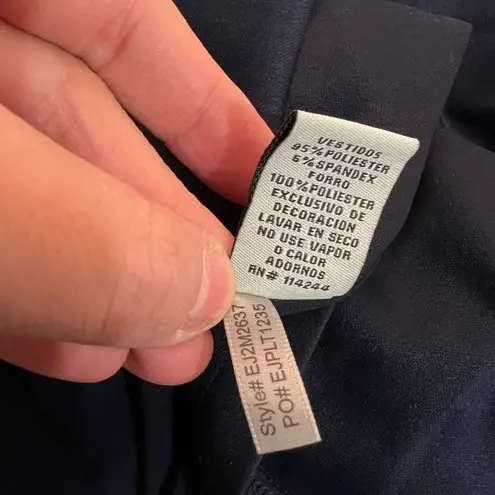 VESTIDOS
95% POLIESTER
5% SPANDEX
FORRO
100% POLIESTER
EXCLUSIVO DE
DECORACION
LAVAR EN SECO
NO USE VAPOR
O CALOR
ADORNOS
RN# 114244
Style# EJ2M2637
PO# EJPLT1235